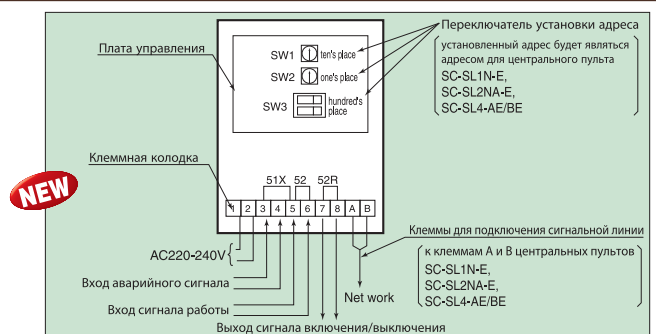 Переключатель установки адреса
установленный адрес будет являться
адресом для центрального пульта
SC-SL1N-E,
SC-SL2NA-E,
SC-SL4-AE/BE
Плата управления
SW1 ten's place
SW2 one's place
SW3 hundred's
place
Клеммная колодка
NEW
51X 52 52R
1 2 3 4 5 6 7 8 A B
Клеммы для подключения сигнальной линии
к клеммам А и В центральных пультов
SC-SL1N-E,
SC-SL2NA-E,
SC-SL4-AE/BE
AC220-240V
Вход аварийного сигнала
Net work
Вход сигнала работы
Выход сигнала включения/выключения